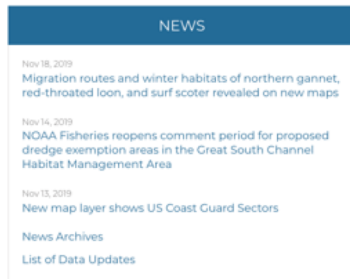 NEWS
Nov 18, 2019
Migration routes and winter habitats of northern gannet,
red-throated loon, and surf scoter revealed on new maps
Nov 14, 2019
NOAA Fisheries reopens comment period for proposed
dredge exemption areas in the Great South Channel
Habitat Management Area
Nov 13, 2019
New map layer shows US Coast Guard Sectors
News Archives
List of Data Updates